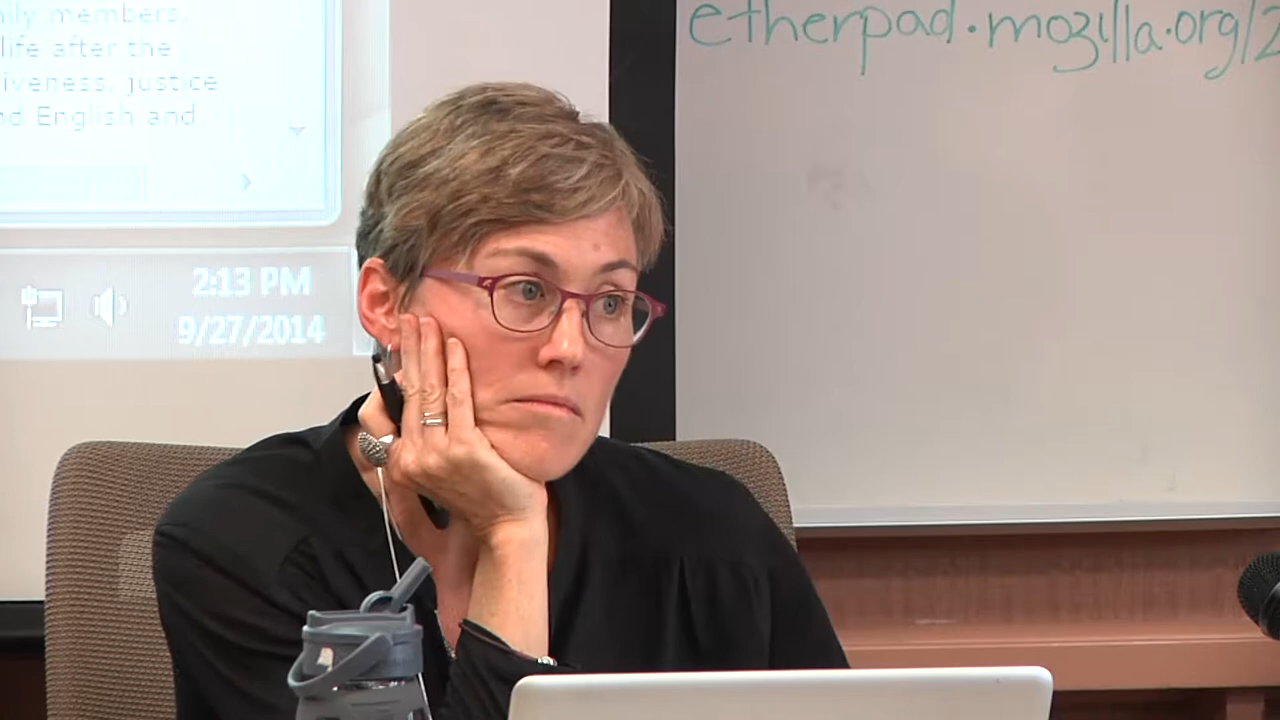 ily members,
life after the
iveness, justice
nd English and
2:13 PM
9/27/2014
etherpad.mozilla.org/2